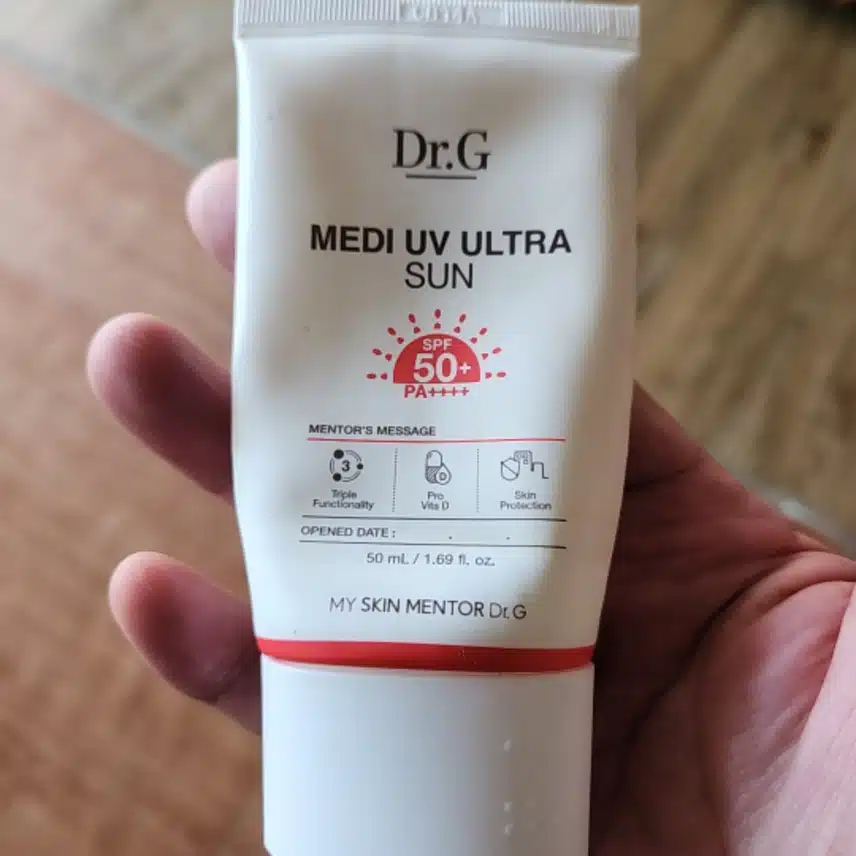 Dr.G
MEDI UV ULTRA
SUN
SPF
50+
PA++++
MENTOR'S MESSAGE
3
Triple
Functionality
Pro
Vita D
Skin
Protection
OPENED DATE : . .
50 mL / 1.69 fl. oz.
MY SKIN MENTOR Dr.G